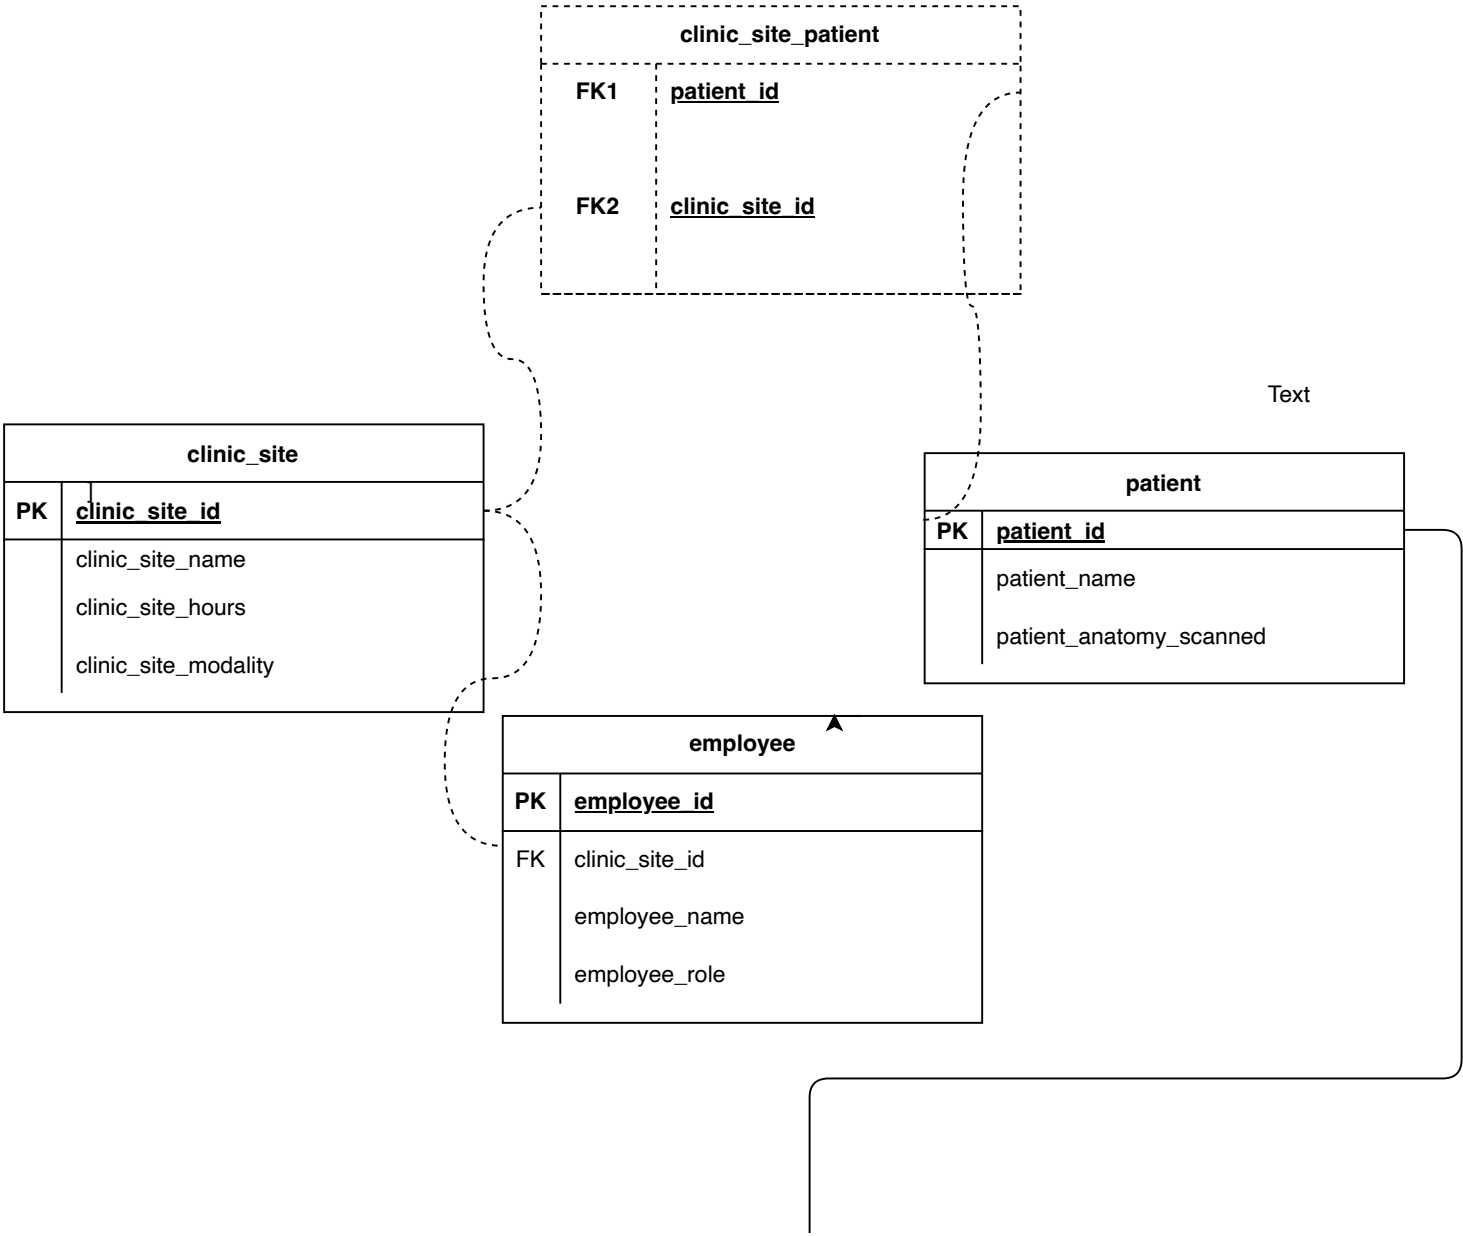 clinic_site_patient
FK1 patient_id
FK2 clinic_site_id
Text
clinic_site
PK clinic_site_id
clinic_site_name
clinic_site_hours
clinic_site_modality
patient
PK patient_id
patient_name
patient_anatomy_scanned
employee
PK employee_id
FK clinic_site_id
employee_name
employee_role